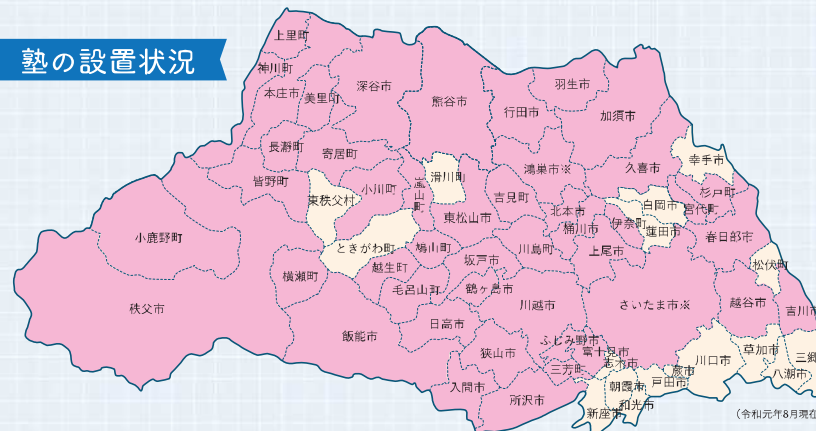 塾の設置状況
上里町
神川町
本庄市
美里町
深谷市
熊谷市
行田市
羽生市
加須市
長瀞町
寄居町
皆野町
小川町
嵐山町
滑川町
吉見町
鴻巣市※
久喜市
幸手市
杉戸町
宮代町
白岡市
東秩父村
東松山市
北本市
桶川市
伊奈町
蓮田市
春日部市
小鹿野町
ときがわ町
鳩山町
越生町
坂戸市
川島町
上尾市
松伏町
横瀬町
毛呂山町
鶴ヶ島市
川越市
さいたま市※
越谷市
吉川市
秩父市
飯能市
日高市
狭山市
ふじみ野市
富士見市
三芳町
志木市
川口市
草加市
三郷
八潮市
蕨市
戸田市
朝霞市
和光市
新座市
入間市
所沢市
(令和元年8月現在